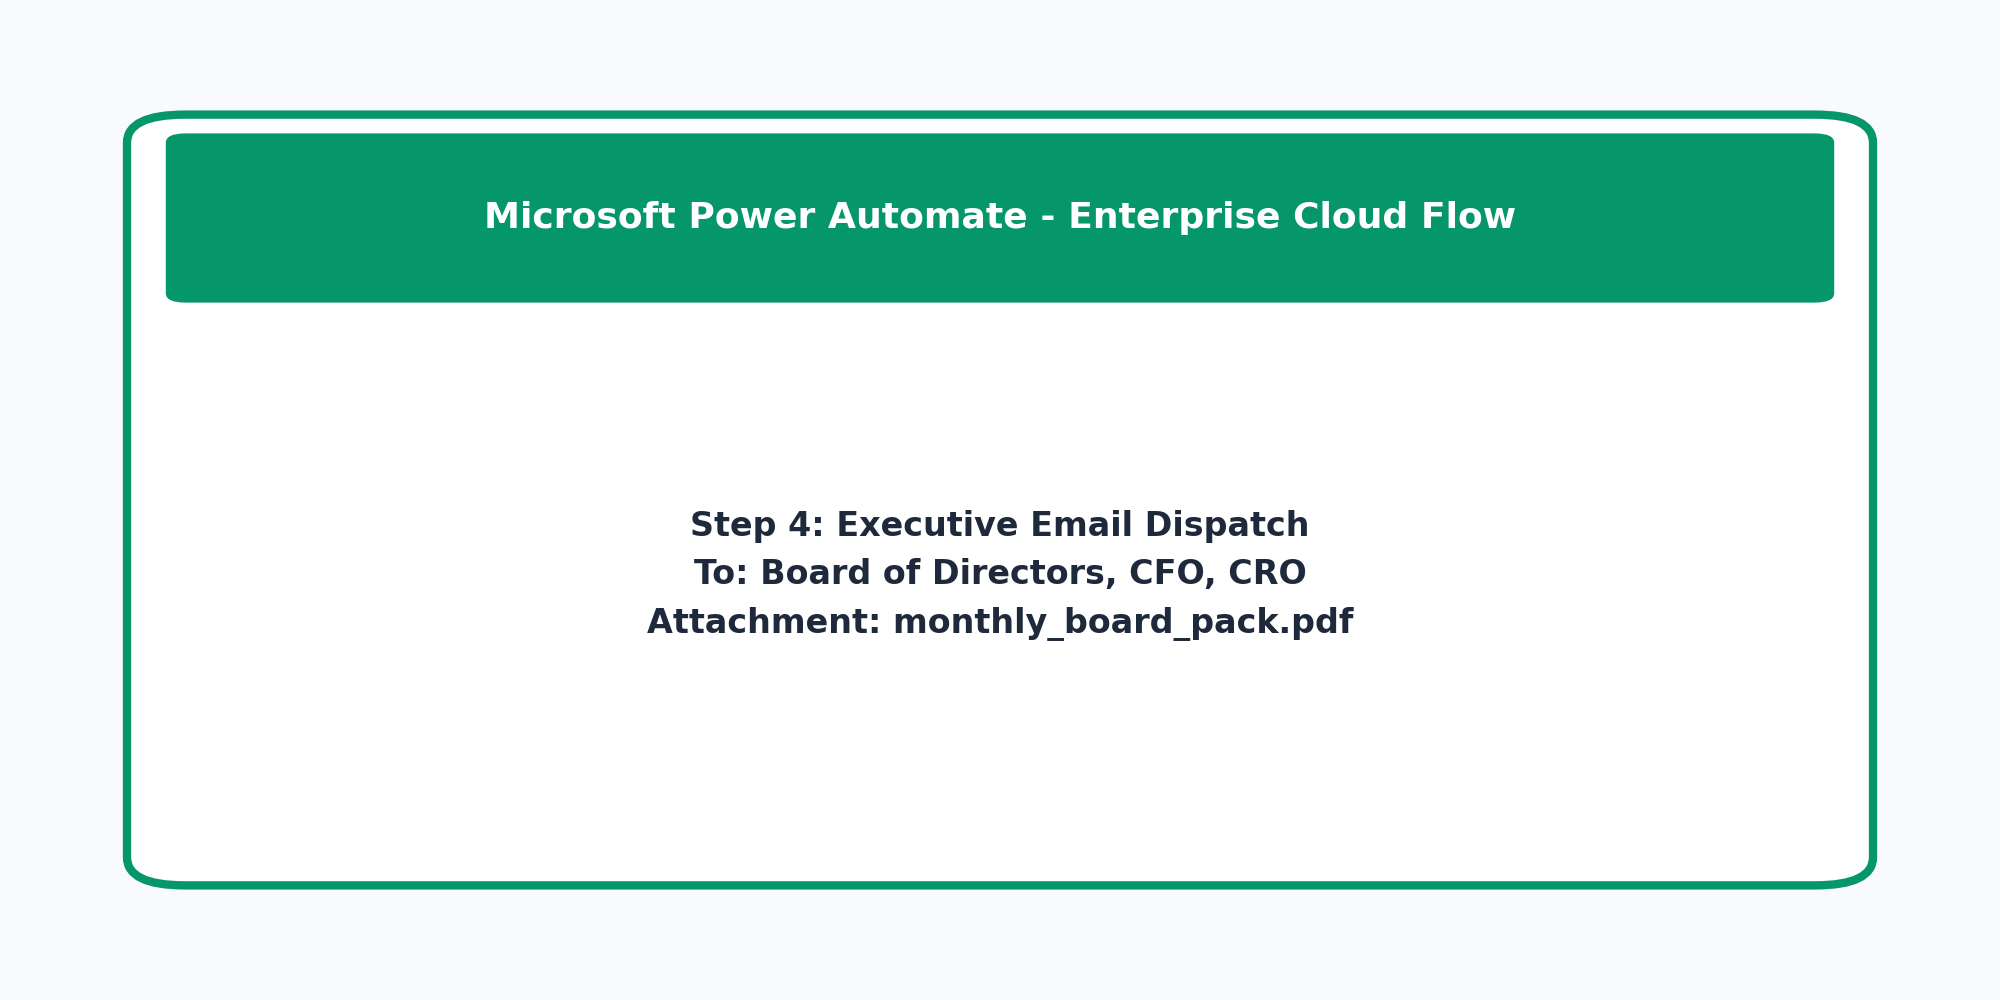 Microsoft Power Automate - Enterprise Cloud Flow
Step 4: Executive Email Dispatch
To: Board of Directors, CFO, CRO
Attachment: monthly_board_pack.pdf